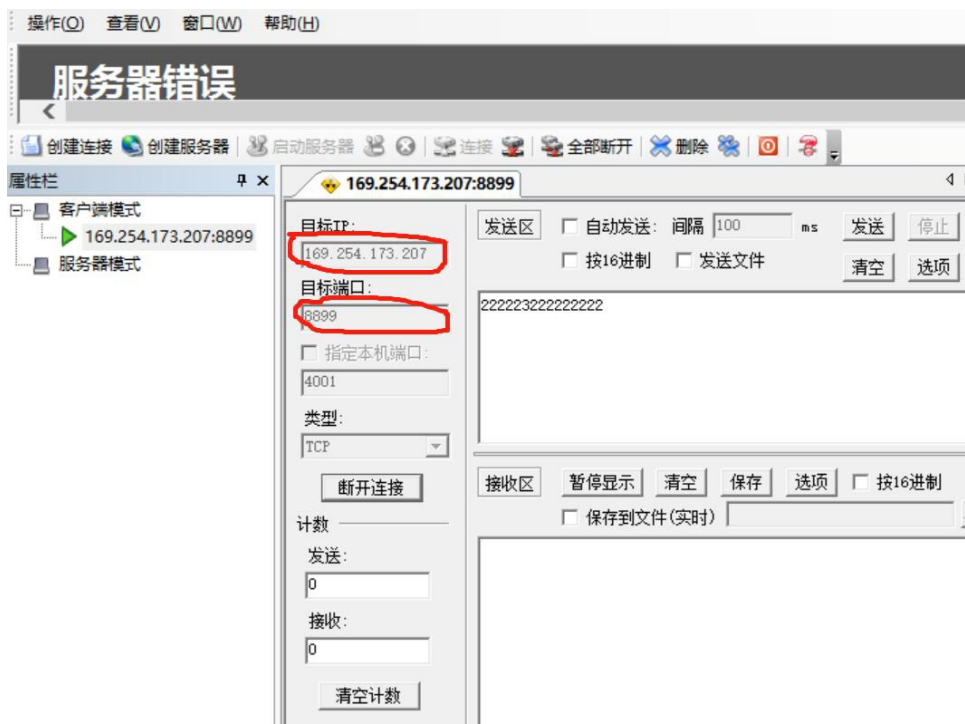 操作(O) 查看(V) 窗口(W) 帮助(H)
服务器错误
创建连接 创建服务器 启动服务器 连接 全部断开 删除
属性栏
169.254.173.207:8899
客户端模式
169.254.173.207:8899
服务器模式
目标IP:
169.254.173.207
目标端口:
8899
指定本机端口:
4001
类型:
TCP
断开连接
计数
发送:
0
接收:
0
清空计数
发送区 自动发送: 间隔 100 ms 发送 停止
按16进制 发送文件 清空 选项
222223222222222
接收区 暂停显示 清空 保存 选项 按16进制
保存到文件(实时)